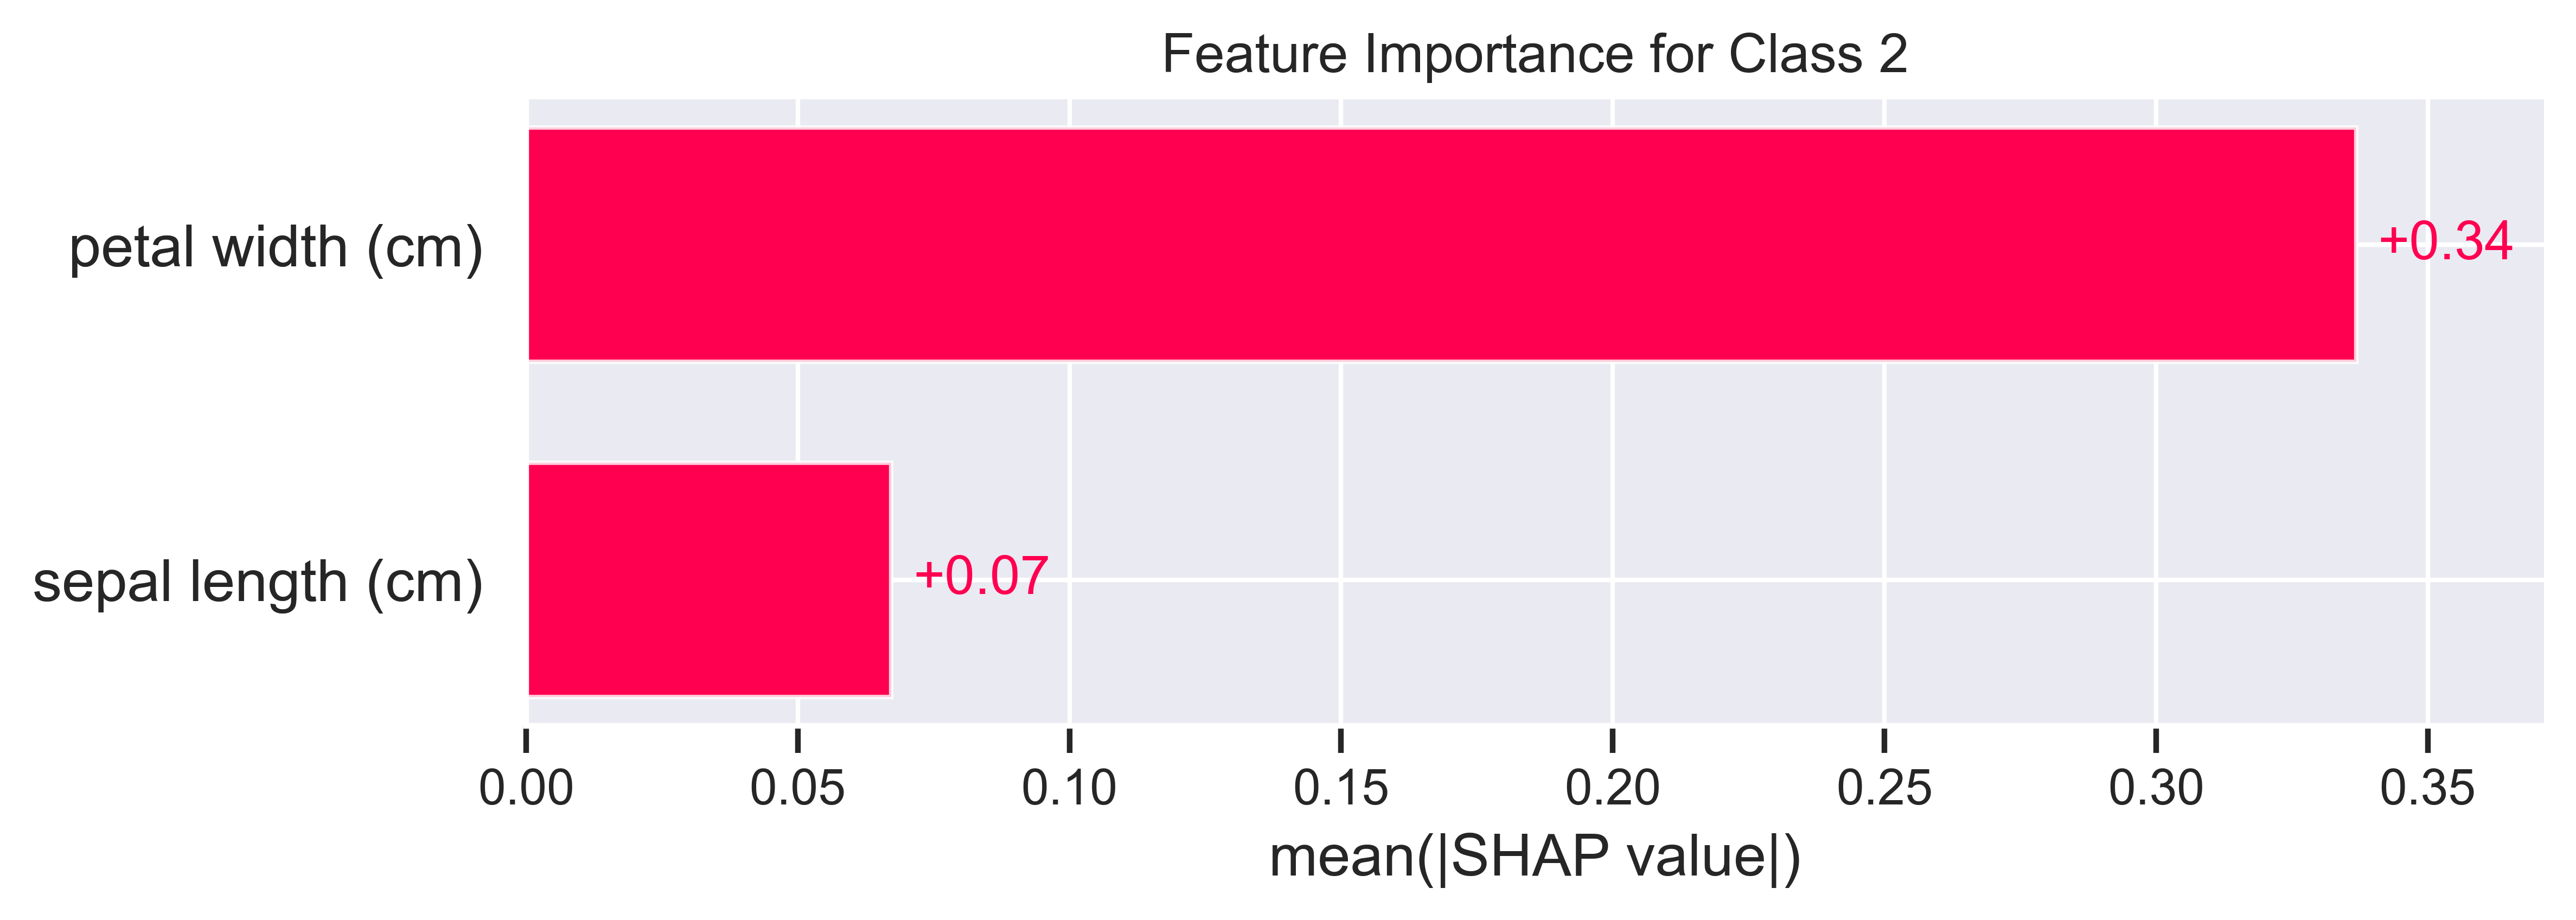 Feature Importance for Class 2
petal width (cm)
+0.34
sepal length (cm)
+0.07
0.00 0.05 0.10 0.15 0.20 0.25 0.30 0.35
mean(|SHAP value|)